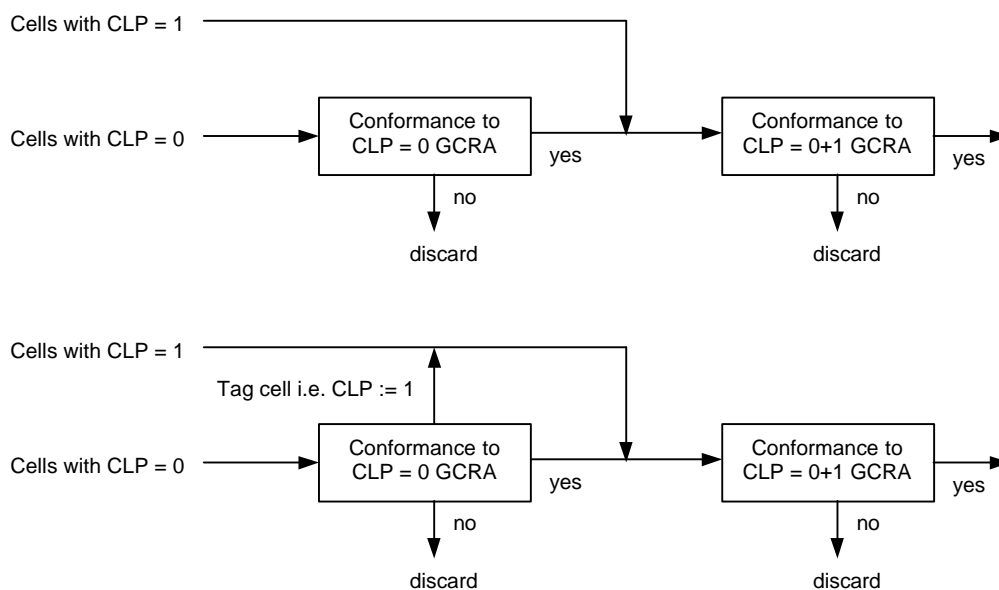 Cells with CLP = 1
Cells with CLP = 0
Conformance to
CLP = 0 GCRA
yes
no
discard
Conformance to
CLP = 0+1 GCRA
yes
no
discard
Cells with CLP = 1
Tag cell i.e. CLP := 1
Cells with CLP = 0
Conformance to
CLP = 0 GCRA
yes
no
discard
Conformance to
CLP = 0+1 GCRA
yes
no
discard